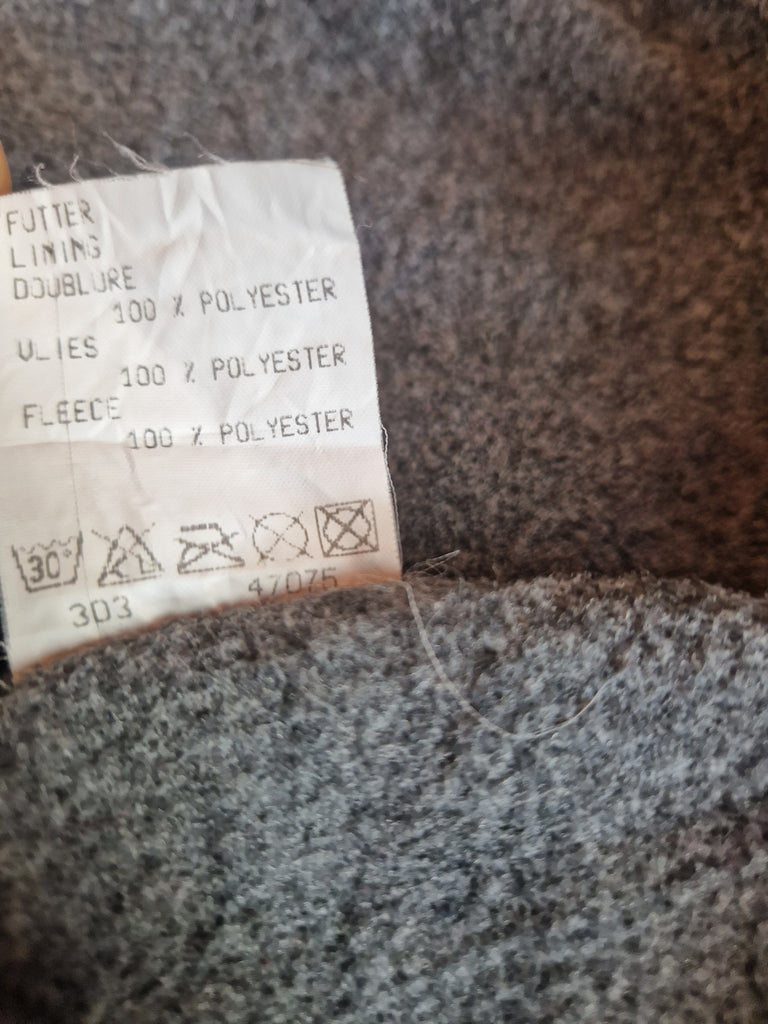 FUTTER
LINING
DOUBLURE
100 % POLYESTER
VLIES
100 % POLYESTER
FLEECE
100 % POLYESTER
30°
47075
303